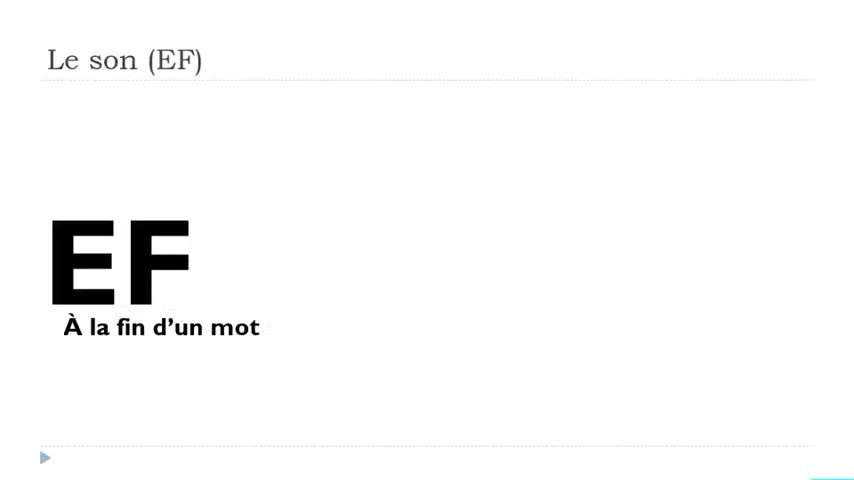 Le son (EF)
EF
À la fin d’un mot